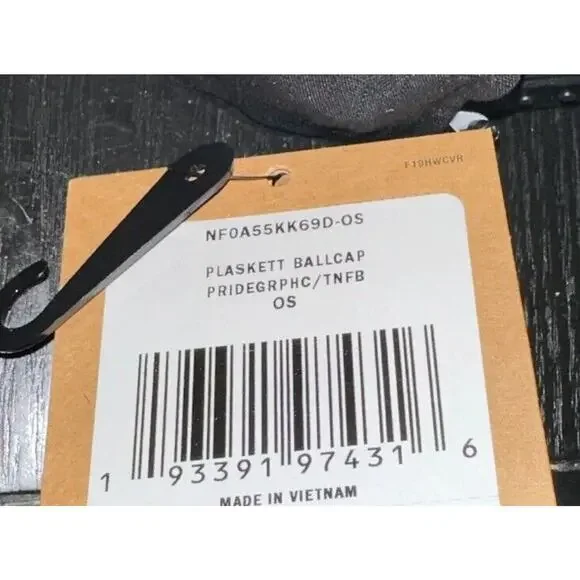 F19HWCVR
NF0A55KK69D-OS
PLASKETT BALLCAP
PRIDEGRPHC/TNFB
OS
1 93391 97431 6
MADE IN VIETNAM